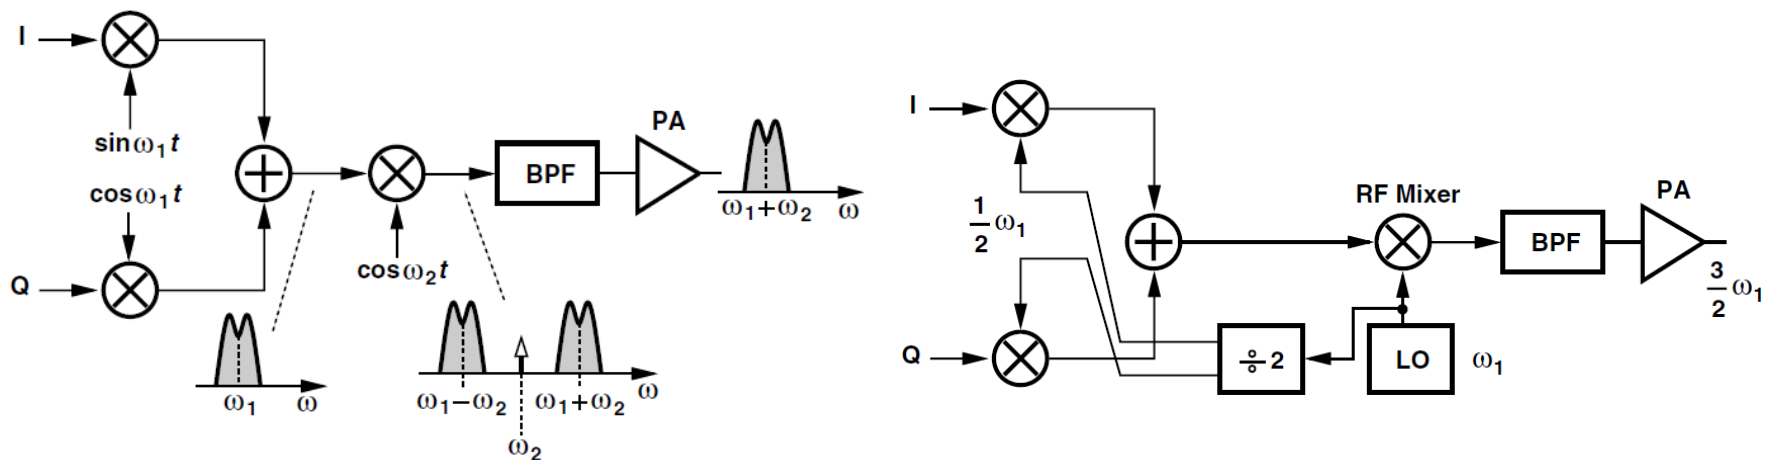 I
sinω₁t
cosω₁t
Q
ω₁ ω
cosω₂t
BPF
PA
ω₁+ω₂ ω
ω₁−ω₂ ω₁+ω₂ ω
ω₂
I
1/2 ω₁
Q
÷2
RF Mixer
LO ω₁
BPF
PA
3/2 ω₁